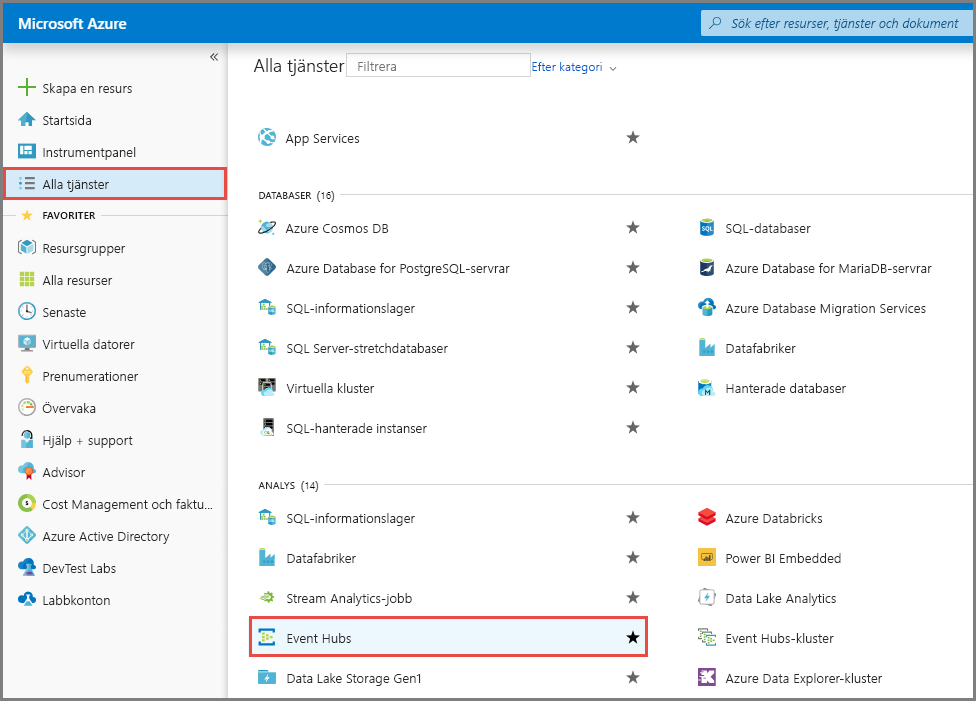 Microsoft Azure
Sök efter resurser, tjänster och dokument
«
Skapa en resurs
Startsida
Instrumentpanel
Alla tjänster
FAVORITER
Resursgrupper
Alla resurser
Senaste
Virtuella datorer
Prenumerationer
Övervaka
Hjälp + support
Advisor
Cost Management och faktu...
Azure Active Directory
DevTest Labs
Labbkonton
Alla tjänster Filtrera Efter kategori
App Services
DATABASER (16)
Azure Cosmos DB SQL-databaser
Azure Database for PostgreSQL-servrar Azure Database for MariaDB-servrar
SQL-informationslager Azure Database Migration Services
SQL Server-stretchdatabaser Datafabriker
Virtuella kluster Hanterade databaser
SQL-hanterade instanser
ANALYS (14)
SQL-informationslager Azure Databricks
Datafabriker Power BI Embedded
Stream Analytics-jobb Data Lake Analytics
Event Hubs Event Hubs-kluster
Data Lake Storage Gen1 Azure Data Explorer-kluster